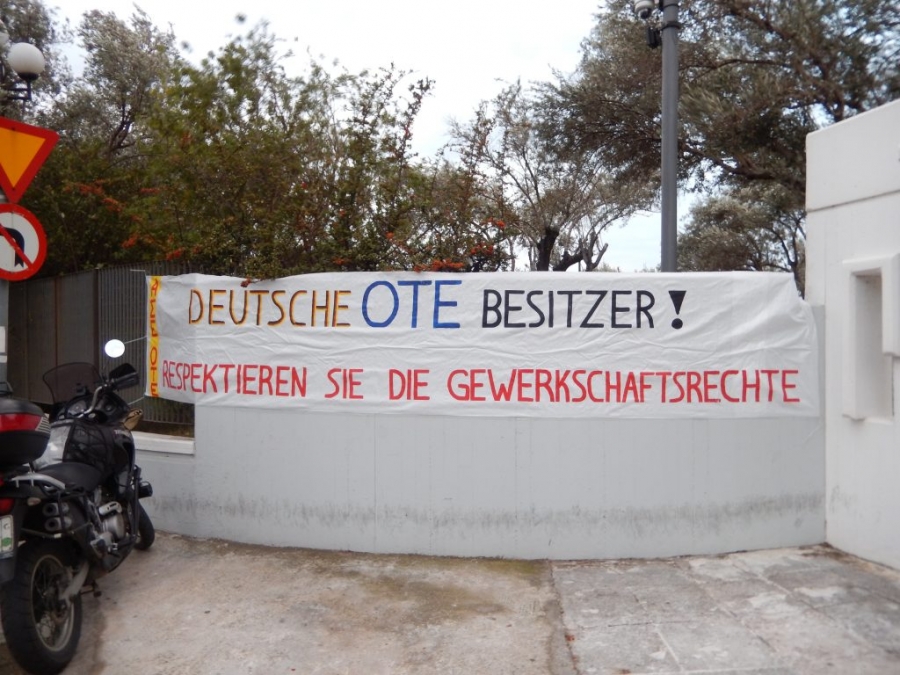 DEUTSCHE OTE BESITZER!
RESPEKTIEREN SIE DIE GEWERKSCHAFTSRECHTE